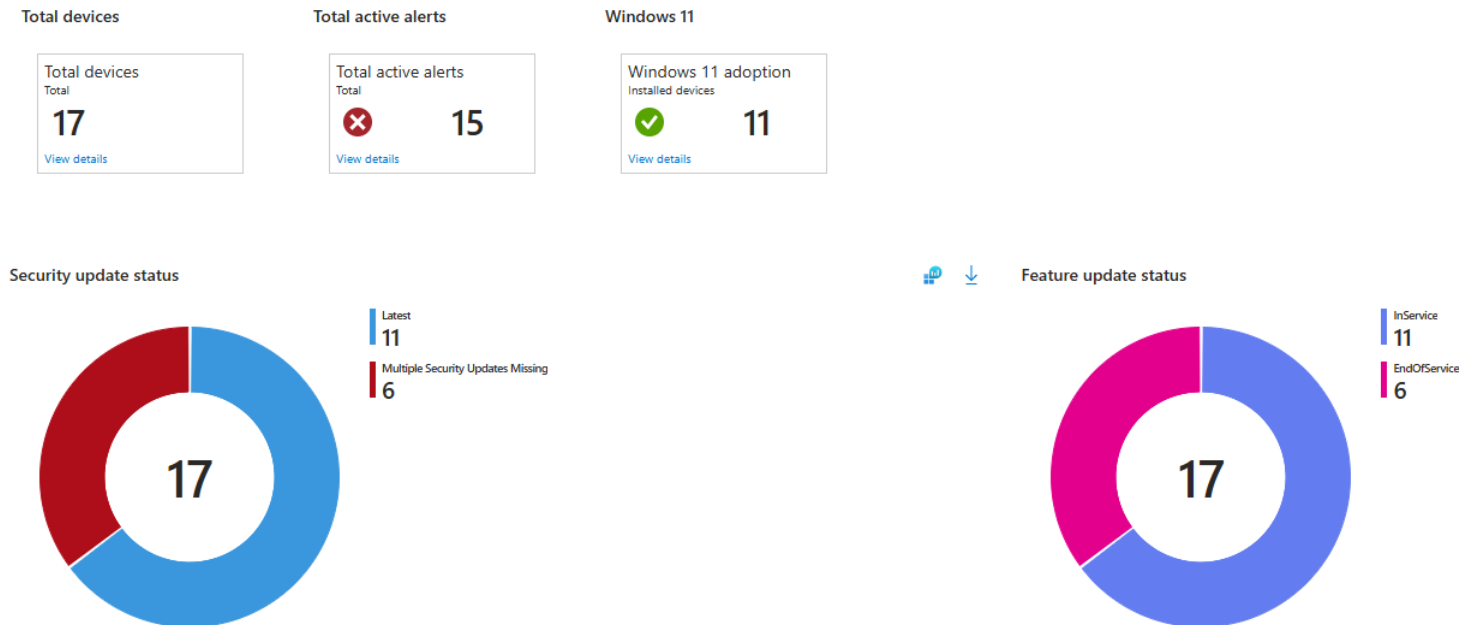 Total devices
Total active alerts
Windows 11
Total devices
Total
17
View details
Total active alerts
Total
15
View details
Windows 11 adoption
Installed devices
11
View details
Security update status
Latest
11
Multiple Security Updates Missing
6
17
Feature update status
InService
11
EndOfService
6
17